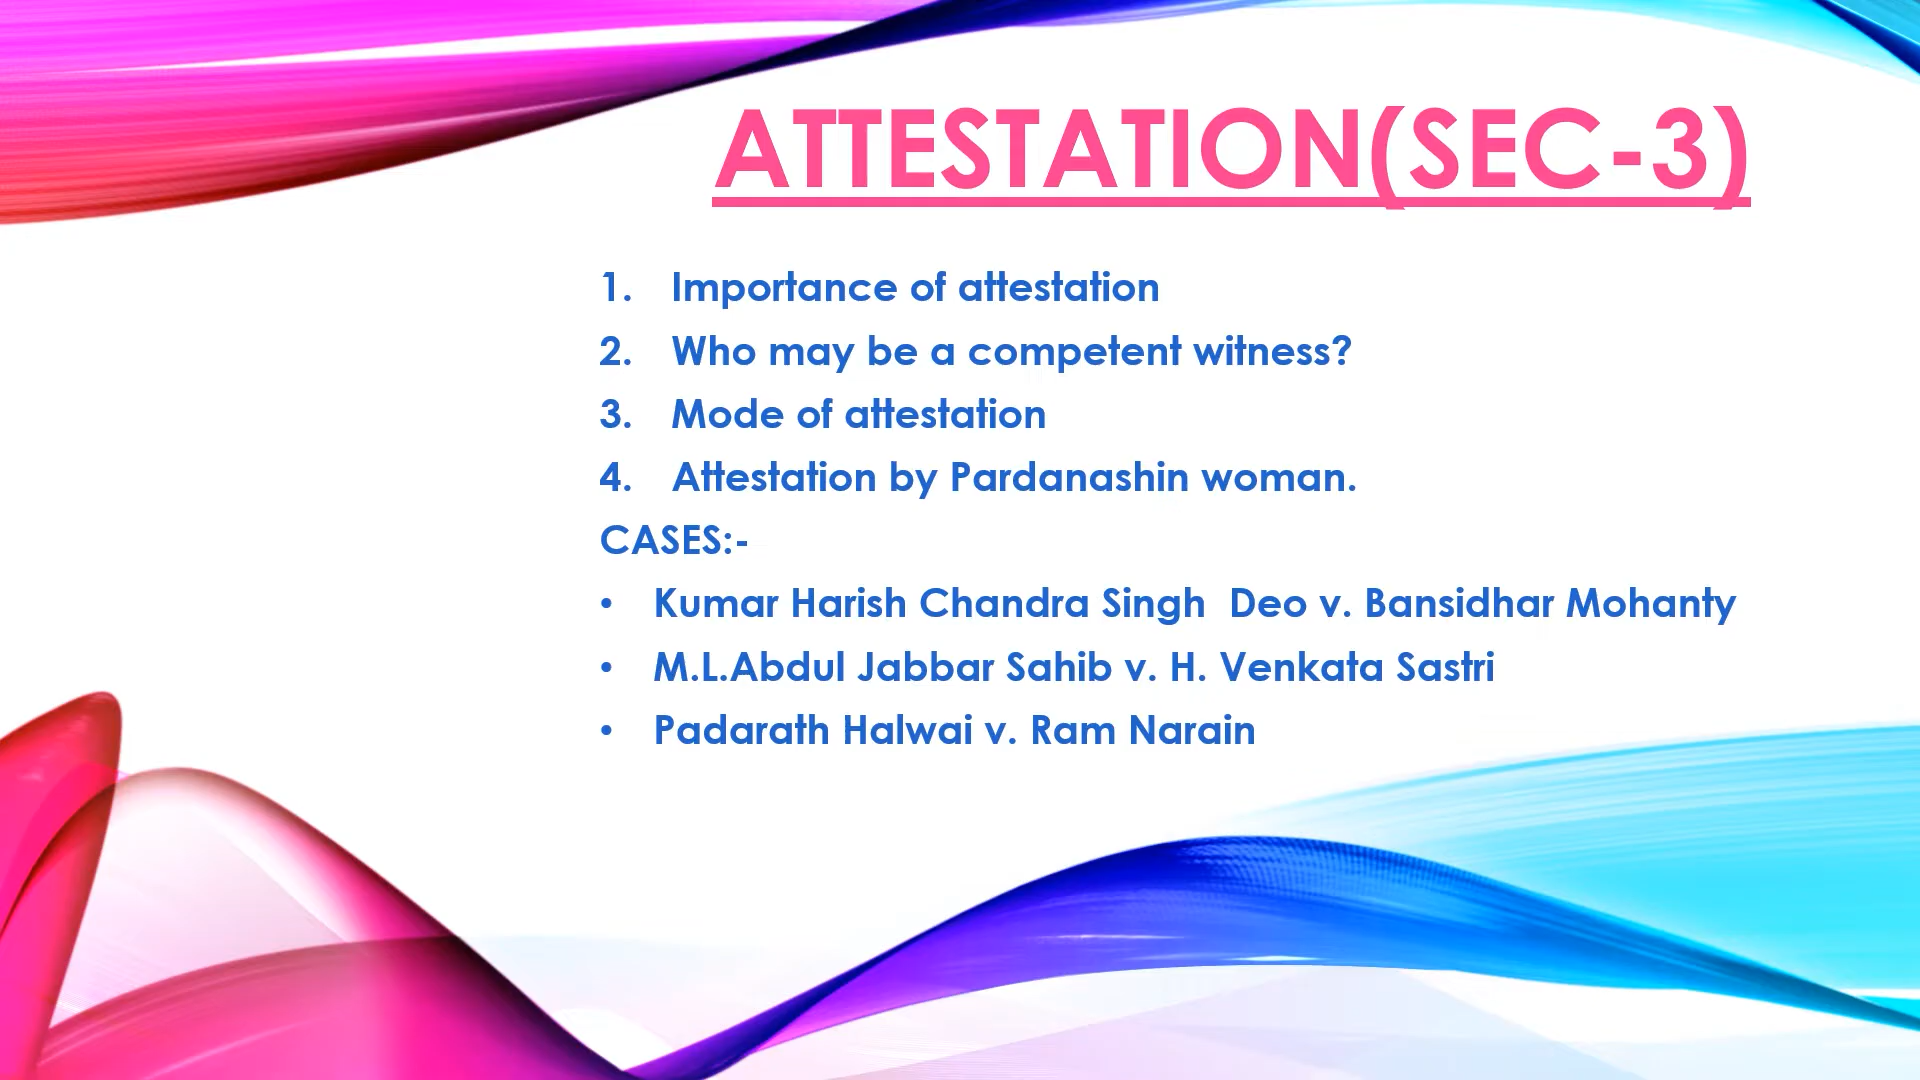 ATTESTATION(SEC-3)
1. Importance of attestation
2. Who may be a competent witness?
3. Mode of attestation
4. Attestation by Pardanashin woman.
CASES:-
• Kumar Harish Chandra Singh  Deo v. Bansidhar Mohanty
• M.L.Abdul Jabbar Sahib v. H. Venkata Sastri
• Padarath Halwai v. Ram Narain